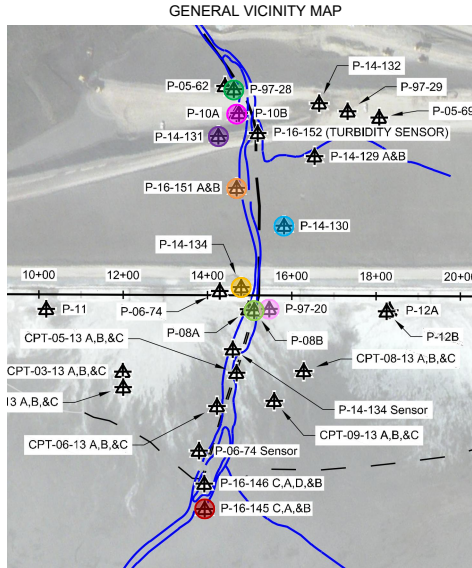 GENERAL VICINITY MAP
P-14-132
P-05-62
P-97-28
P-97-29
P-10A
P-10B
P-05-69
P-14-131
P-16-152 (TURBIDITY SENSOR)
P-14-129 A&B
P-16-151 A&B
P-14-130
P-14-134
10+00
12+00
14+00
16+00
18+00
20+00
P-11
P-06-74
P-97-20
P-12A
P-08A
P-08B
P-12B
CPT-05-13 A,B,&C
CPT-08-13 A,B,&C
CPT-03-13 A,B,&C
13 A,B,&C
P-14-134 Sensor
CPT-06-13 A,B,&C
CPT-09-13 A,B,&C
P-06-74 Sensor
P-16-146 C,A,D,&B
P-16-145 C,A,&B